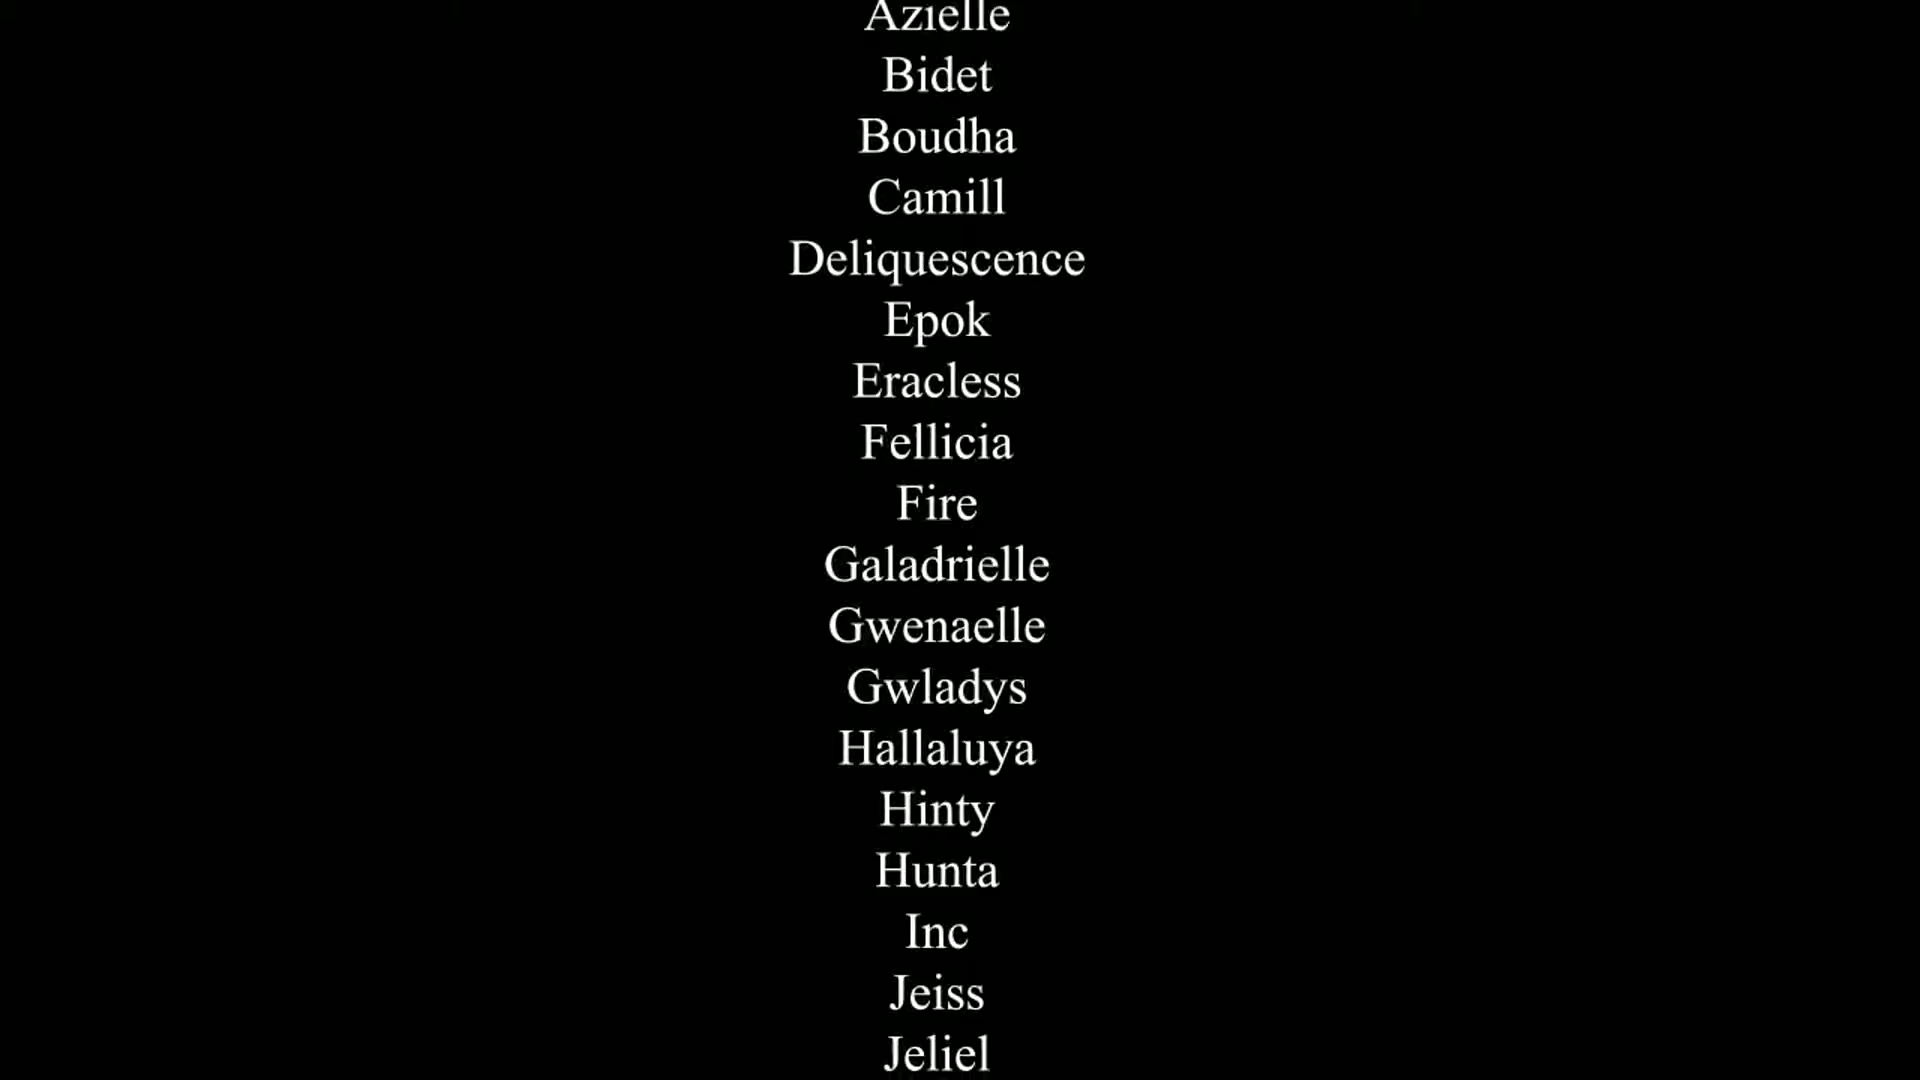 Azielle
Bidet
Boudha
Camill
Deliquescence
Epok
Eracless
Fellicia
Fire
Galadrielle
Gwenaelle
Gwladys
Hallaluya
Hinty
Hunta
Inc
Jeiss
Jeliel